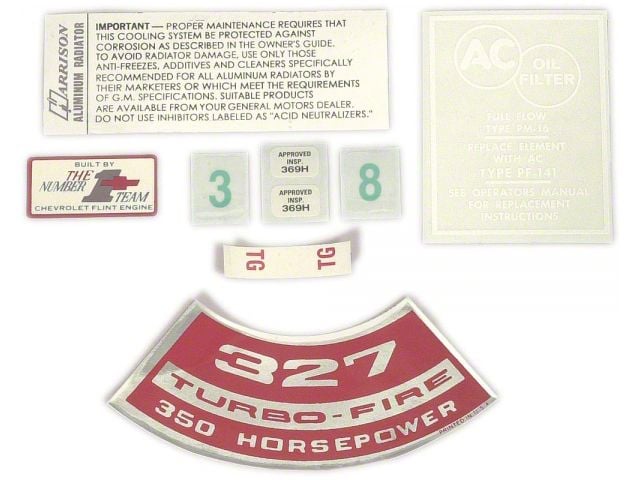 HARRISON
ALUMINUM RADIATOR
IMPORTANT — PROPER MAINTENANCE REQUIRES THAT
THIS COOLING SYSTEM BE PROTECTED AGAINST
CORROSION AS DESCRIBED IN THE OWNER'S GUIDE.
TO AVOID RADIATOR DAMAGE, USE ONLY THOSE
ANTI-FREEZES, ADDITIVES AND CLEANERS SPECIFICALLY
RECOMMENDED FOR ALL ALUMINUM RADIATORS BY
THEIR MARKETERS OR WHICH MEET THE REQUIREMENTS
OF G.M. SPECIFICATIONS. SUITABLE PRODUCTS
ARE AVAILABLE FROM YOUR GENERAL MOTORS DEALER.
DO NOT USE INHIBITORS LABELED AS "ACID NEUTRALIZERS."
AC
OIL
FILTER
FULL FLOW
TYPE PM-16
REPLACE ELEMENT
WITH AC
TYPE PF-141
SEE OPERATORS MANUAL
FOR REPLACEMENT
INSTRUCTIONS
BUILT BY
THE
NUMBER 1
TEAM
CHEVROLET FLINT ENGINE
3
APPROVED
INSP.
369H
APPROVED
INSP.
369H
8
TG
TG
327
TURBO-FIRE
350 HORSEPOWER
PRINTED IN U.S.A.